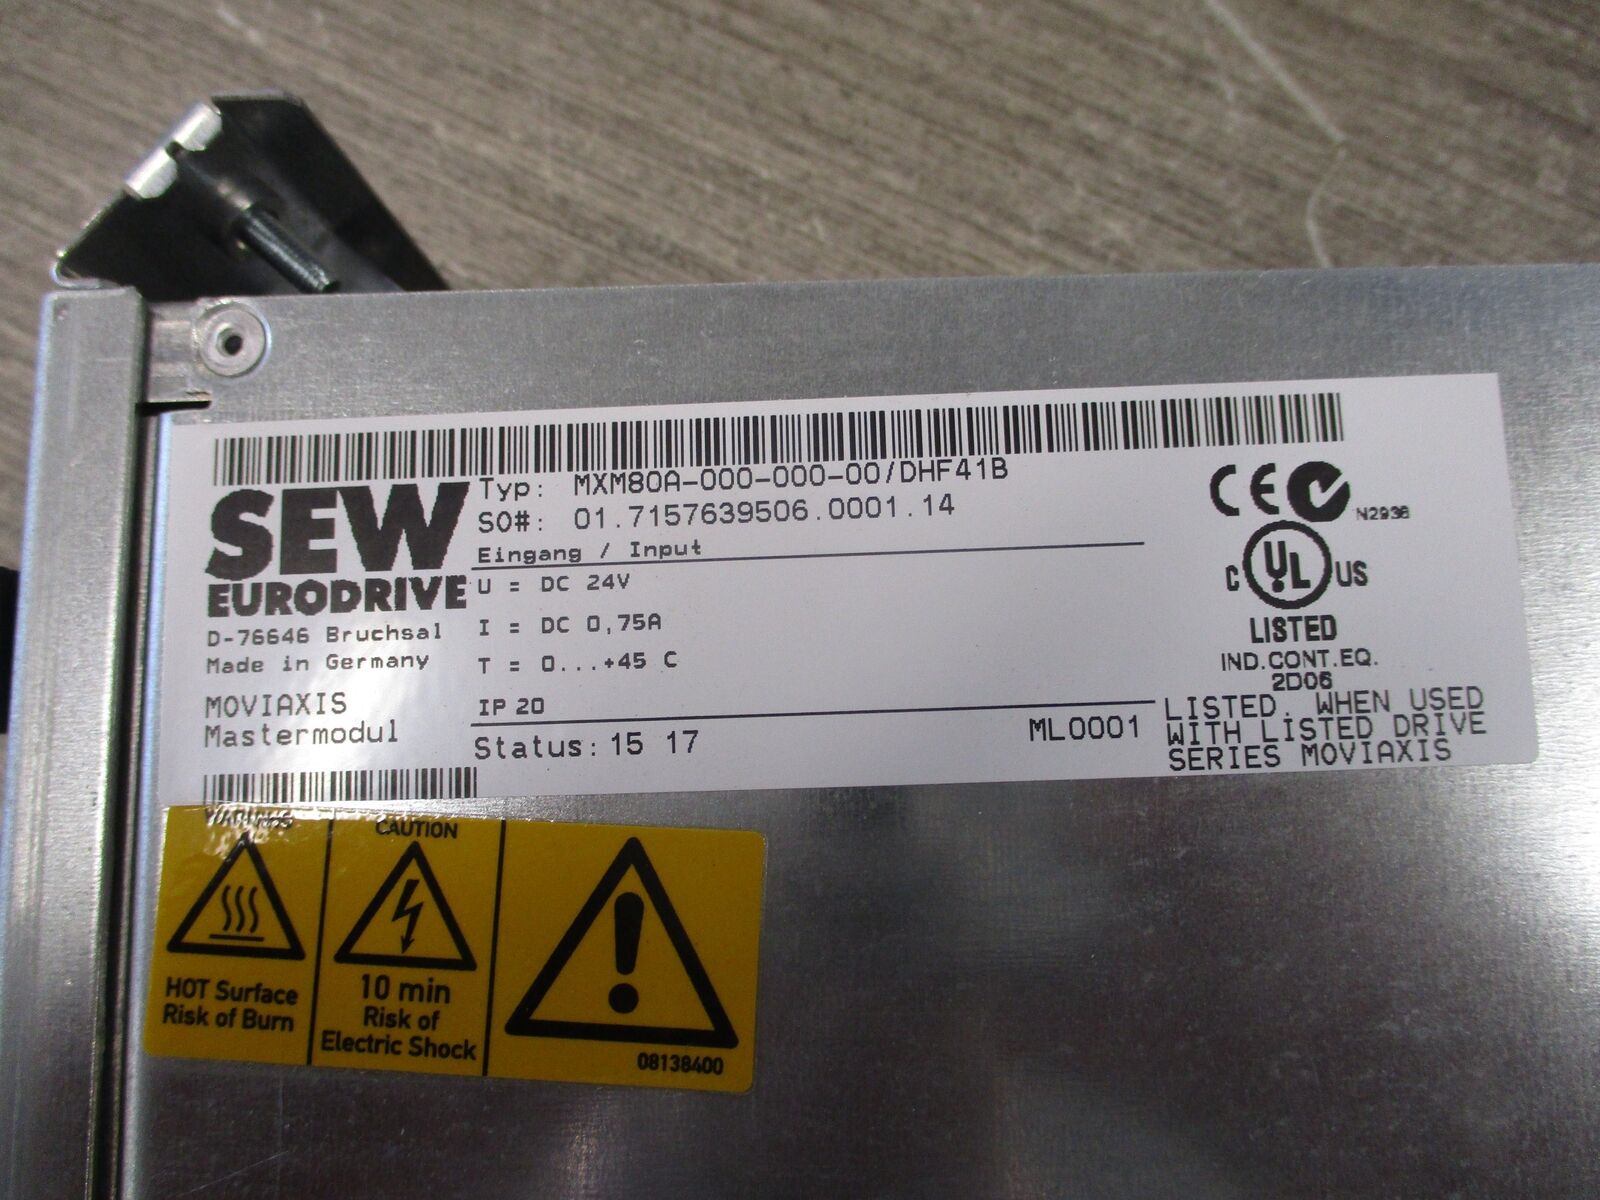 SEW
EURODRIVE
D-76646 Bruchsal
Made in Germany
MOVIAXIS
Mastermodul
Typ: MXM80A-000-000-00/DHF41B
SO#: 01.7157639506.0001.14
Eingang / Input
U = DC 24V
I = DC 0,75A
T = 0...+45 C
IP 20
Status: 15 17
ML0001
CE
N2936
C UL US
LISTED
IND.CONT.EQ.
2D06
LISTED. WHEN USED
WITH LISTED DRIVE
SERIES MOVIAXIS
WARNING
HOT Surface
Risk of Burn
CAUTION
10 min
Risk of
Electric Shock
08138400